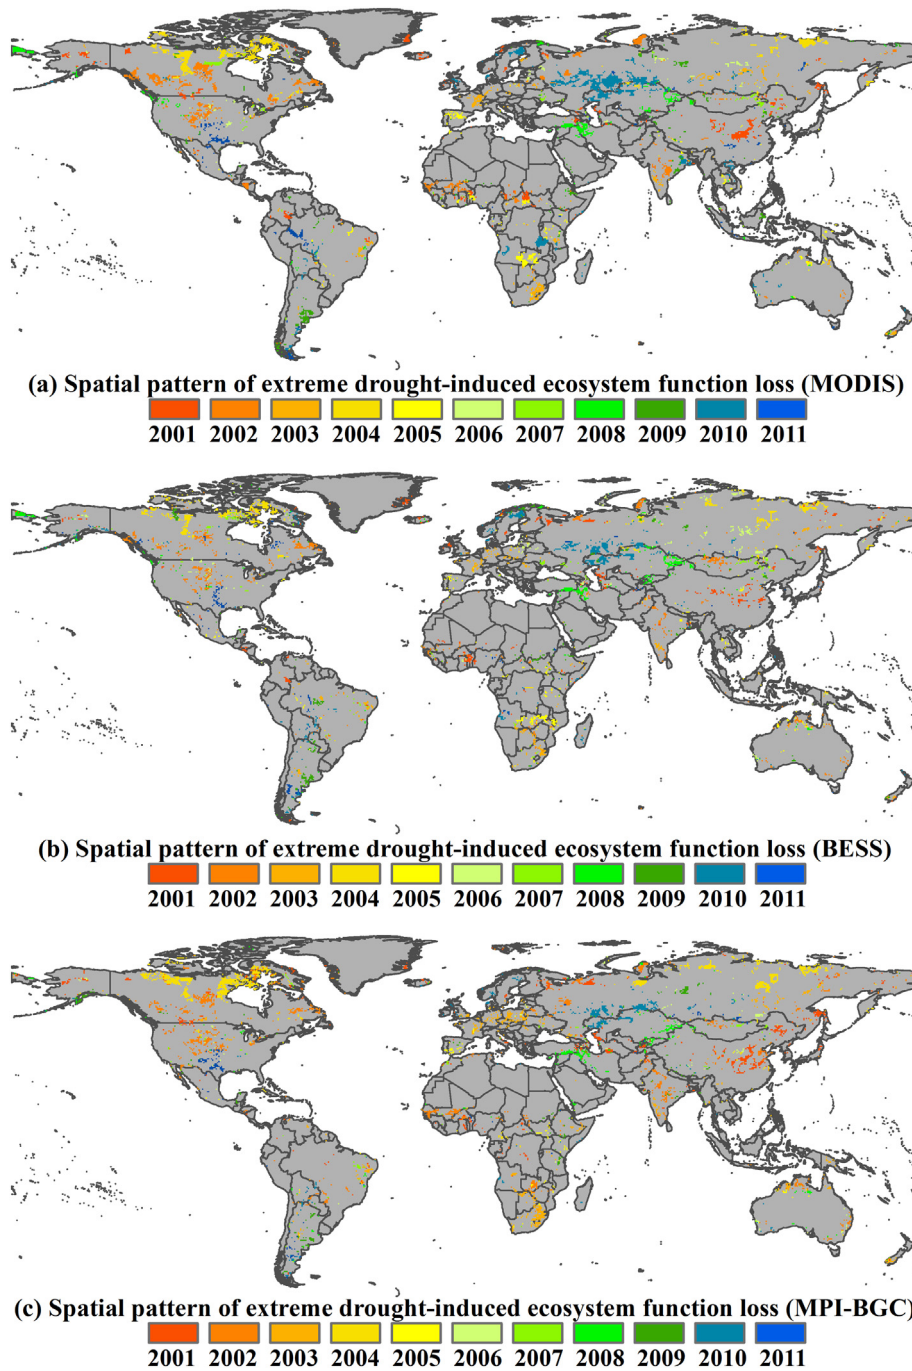 (a) Spatial pattern of extreme drought-induced ecosystem function loss (MODIS)
2001 2002 2003 2004 2005 2006 2007 2008 2009 2010 2011
(b) Spatial pattern of extreme drought-induced ecosystem function loss (BESS)
2001 2002 2003 2004 2005 2006 2007 2008 2009 2010 2011
(c) Spatial pattern of extreme drought-induced ecosystem function loss (MPI-BGC)
2001 2002 2003 2004 2005 2006 2007 2008 2009 2010 2011